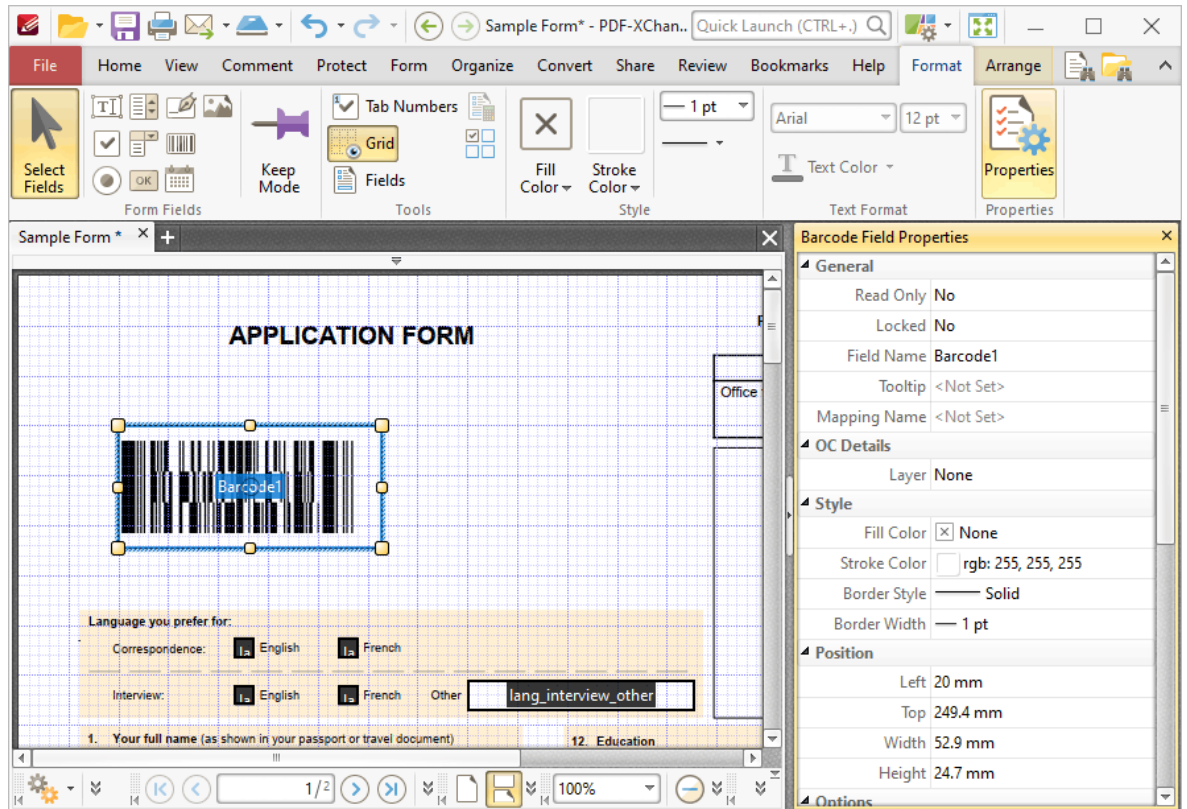 Sample Form* - PDF-XChan.. Quick Launch (CTRL+.)
File Home View Comment Protect Form Organize Convert Share Review Bookmarks Help Format Arrange
Select Fields
OK
Form Fields
Keep Mode
Tab Numbers
Grid
Fields
Tools
Fill Color
Stroke Color
1 pt
Style
Arial 12 pt
Text Color
Text Format
Properties
Properties
Sample Form *
APPLICATION FORM
Office
Barcode1
Language you prefer for:
Correspondence: English French
Interview: English French Other lang_interview_other
1. Your full name (as shown in your passport or travel document)
12. Education
1/2
100%
Barcode Field Properties
General
Read Only No
Locked No
Field Name Barcode1
Tooltip <Not Set>
Mapping Name <Not Set>
OC Details
Layer None
Style
Fill Color None
Stroke Color rgb: 255, 255, 255
Border Style Solid
Border Width 1 pt
Position
Left 20 mm
Top 249.4 mm
Width 52.9 mm
Height 24.7 mm
Options